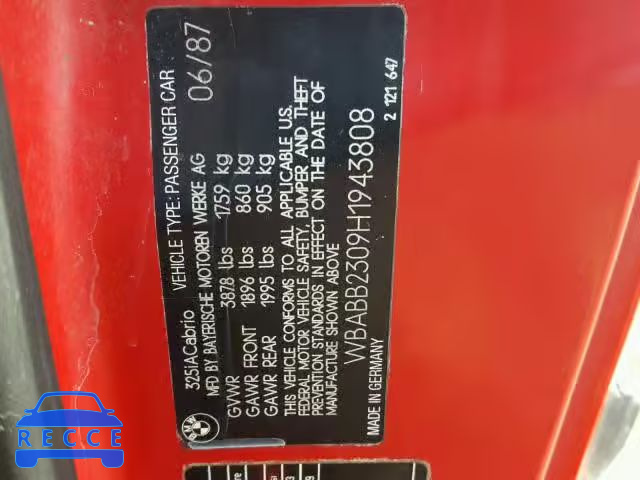 325iACabrio VEHICLE TYPE: PASSENGER CAR 06/87
MFD BY BAYERISCHE MOTOREN WERKE AG
GVWR 3878 lbs 1759 kg
GAWR FRONT 1896 lbs 860 kg
GAWR REAR 1995 lbs 905 kg
THIS VEHICLE CONFORMS TO ALL APPLICABLE U.S.
FEDERAL MOTOR VEHICLE SAFETY, BUMPER AND THEFT
PREVENTION STANDARDS IN EFFECT ON THE DATE OF
MANUFACTURE SHOWN ABOVE
WBABB2309H1943808
MADE IN GERMANY 2 121 647
BMW
RECCE